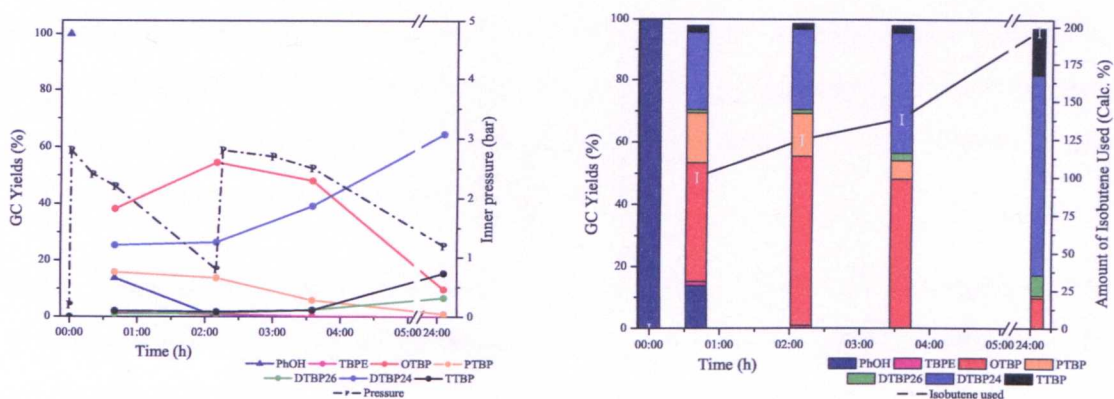 100
80
60
40
20
0
GC Yields (%)
5
4
3
2
1
0
Inner pressure (bar)
00:00 01:00 02:00 03:00 04:00 05:00 24:00
Time (h)
PhOH TBPE OTBP PTBP
DTBP26 DTBP24 TTBP
Pressure
100
80
60
40
20
0
GC Yields (%)
200
175
150
125
100
75
50
25
0
Amount of Isobutene Used (Calc. %)
00:00 01:00 02:00 03:00 04:00 05:00 24:00
Time (h)
PhOH TBPE OTBP PTBP
DTBP26 DTBP24 TTBP
Isobutene used